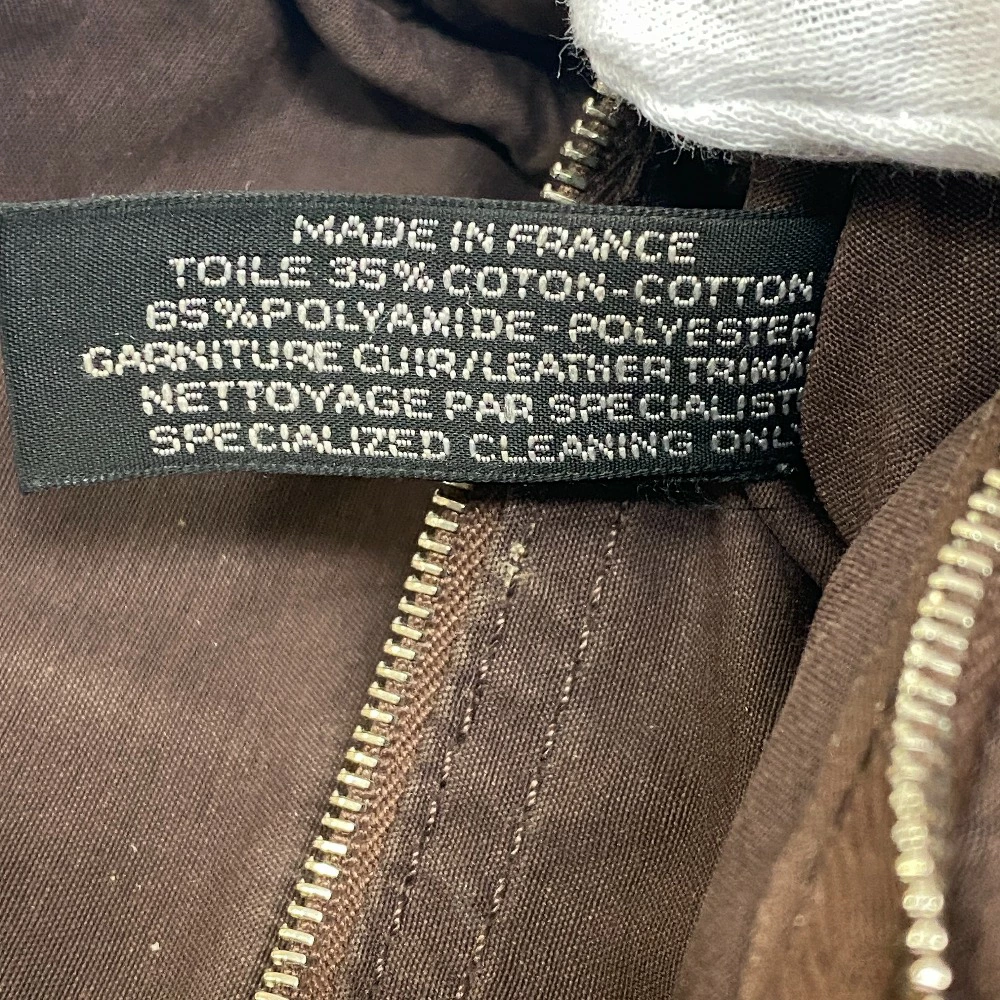 MADE IN FRANCE
TOILE 35% COTON-COTTON
65% POLYAMIDE-POLYESTER
GARNITURE CUIR/LEATHER
NETTOYAGE PAR
SPECIALIZED CLEANING